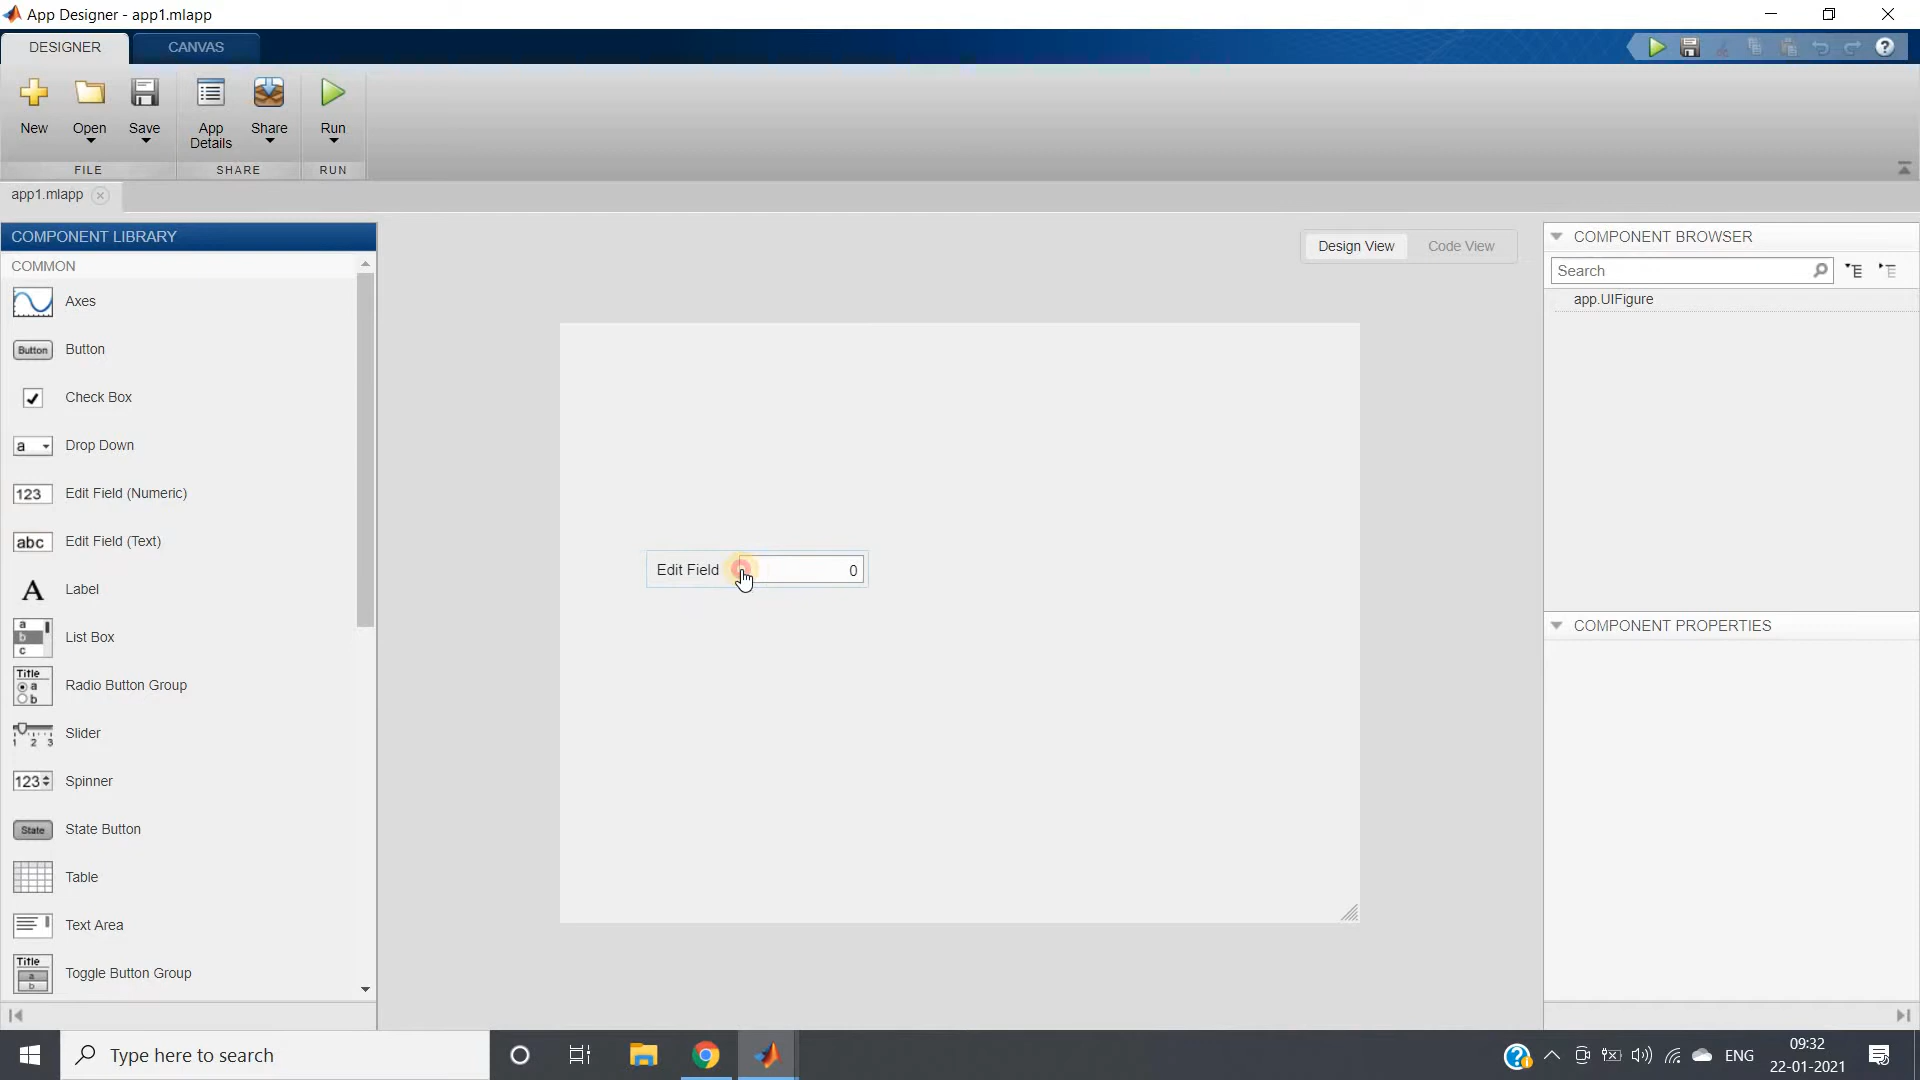 App Designer - app1.mlapp
DESIGNER
CANVAS
New
Open
Save
App
Details
Share
Run
FILE
SHARE
RUN
app1.mlapp
COMPONENT LIBRARY
COMMON
Axes
Button
Button
Check Box
a
Drop Down
123
Edit Field (Numeric)
abc
Edit Field (Text)
A
Label
a
b
c
List Box
Title
a
b
Radio Button Group
1 2 3
Slider
123
Spinner
State
State Button
Table
Text Area
Title
a
b
Toggle Button Group
Design View
Code View
Edit Field
0
COMPONENT BROWSER
Search
app.UIFigure
COMPONENT PROPERTIES
Type here to search
ENG
09:32
22-01-2021